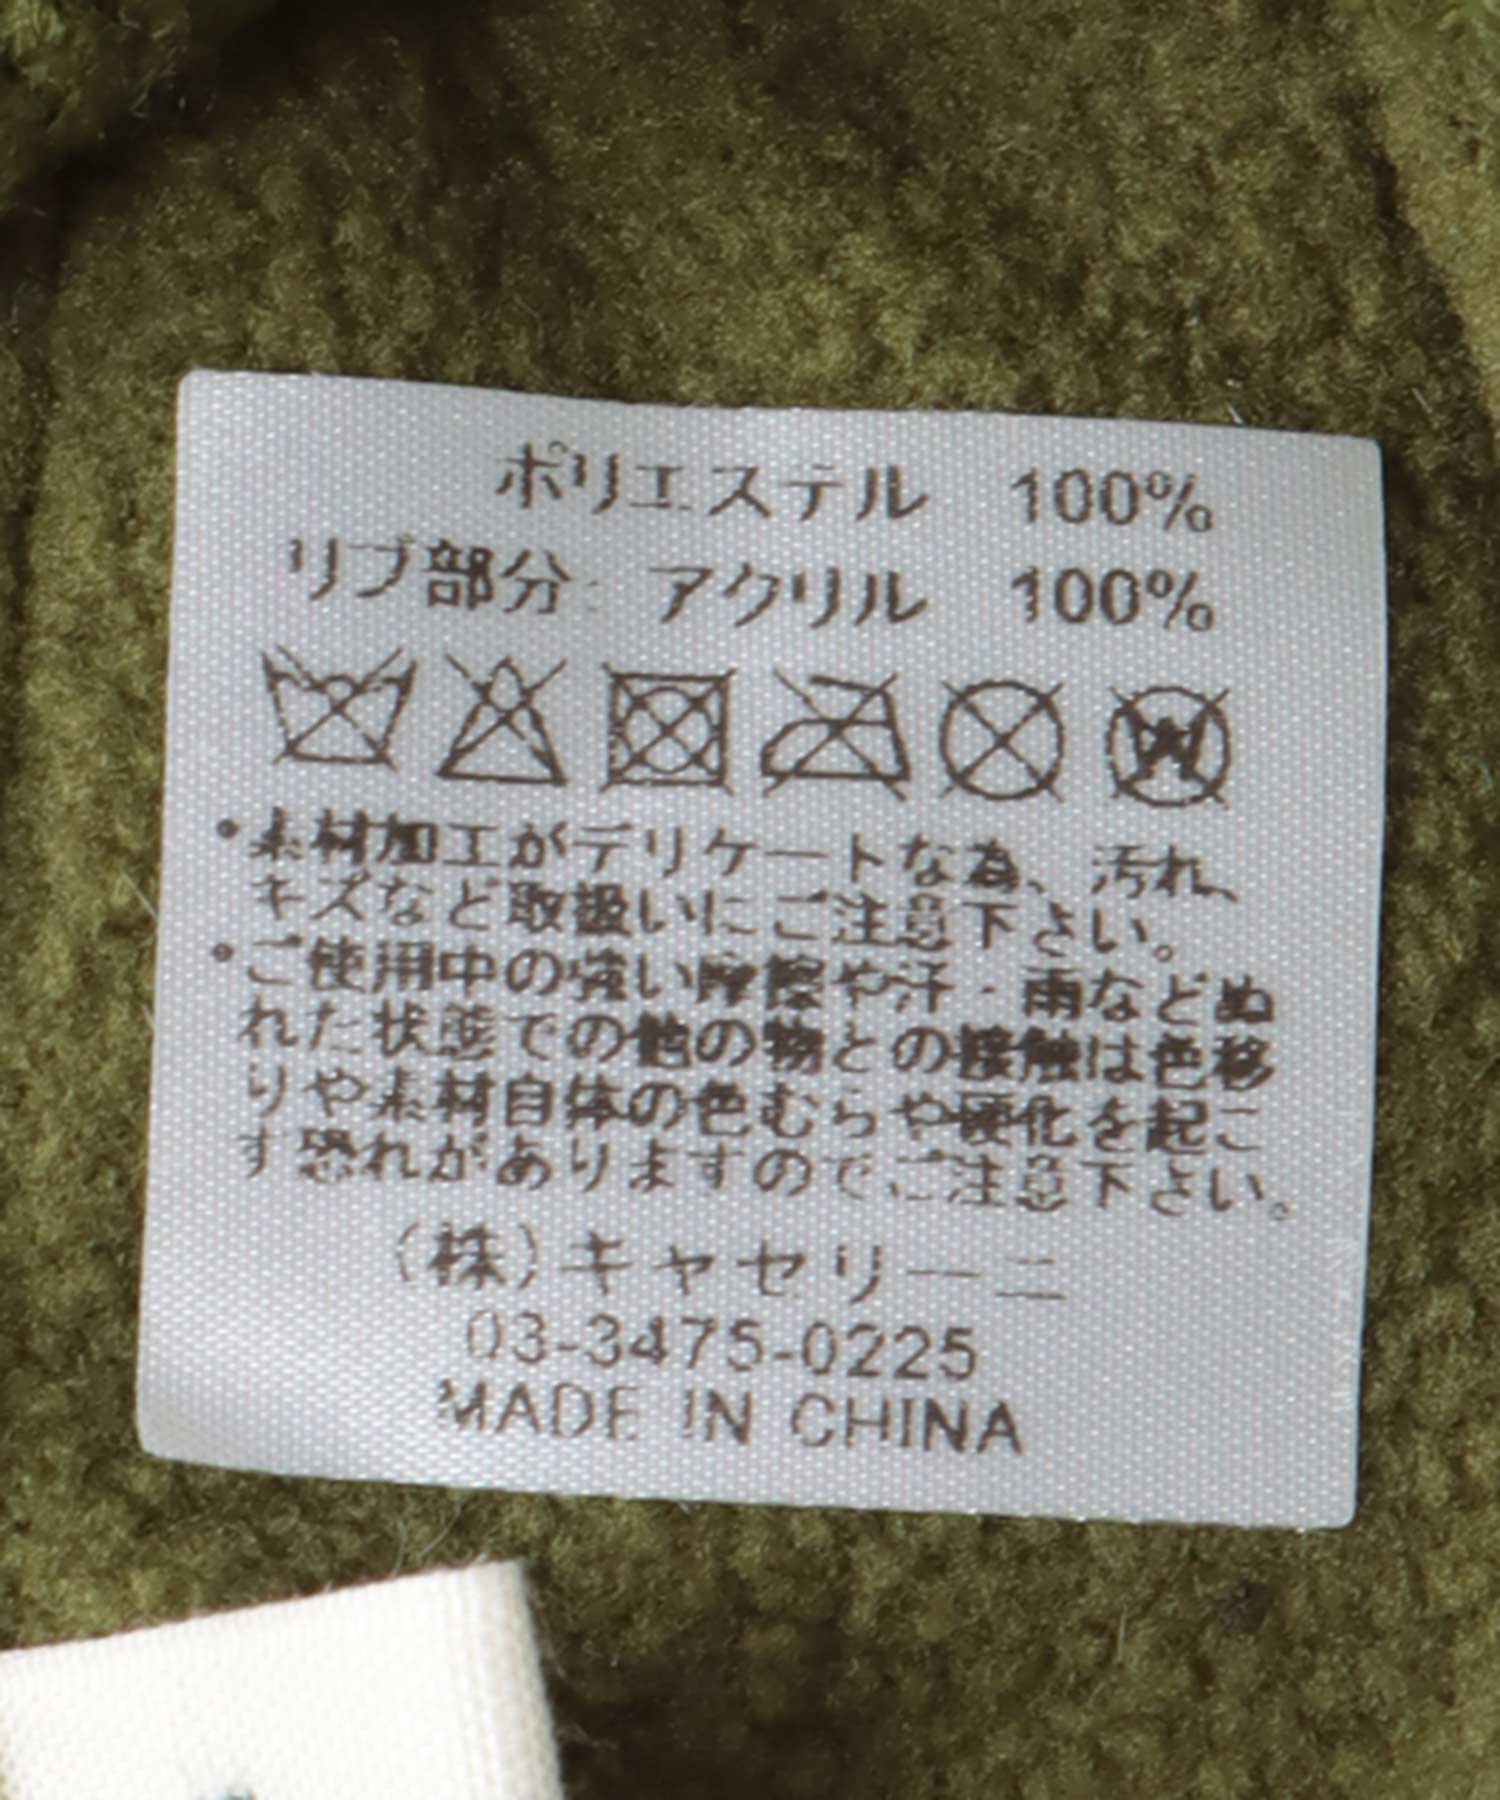 ポリエステル 100%
リブ部分: アクリル 100%
W
・素材加工がデリケートな為、汚れ、
キズなど取扱いにご注意下さい。
・ご使用中の強い摩擦や汗・雨などぬ
れた状態での他の物との接触は色移
りや素材自体の色むらや硬化を起こ
す恐れがありますのでご注意下さい。
(株)キャセリーニ
03-3475-0225
MADE IN CHINA